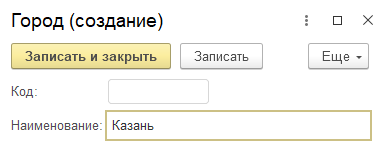 Город (создание)
Записать и закрыть Записать Еще
Код:
Наименование: Казань